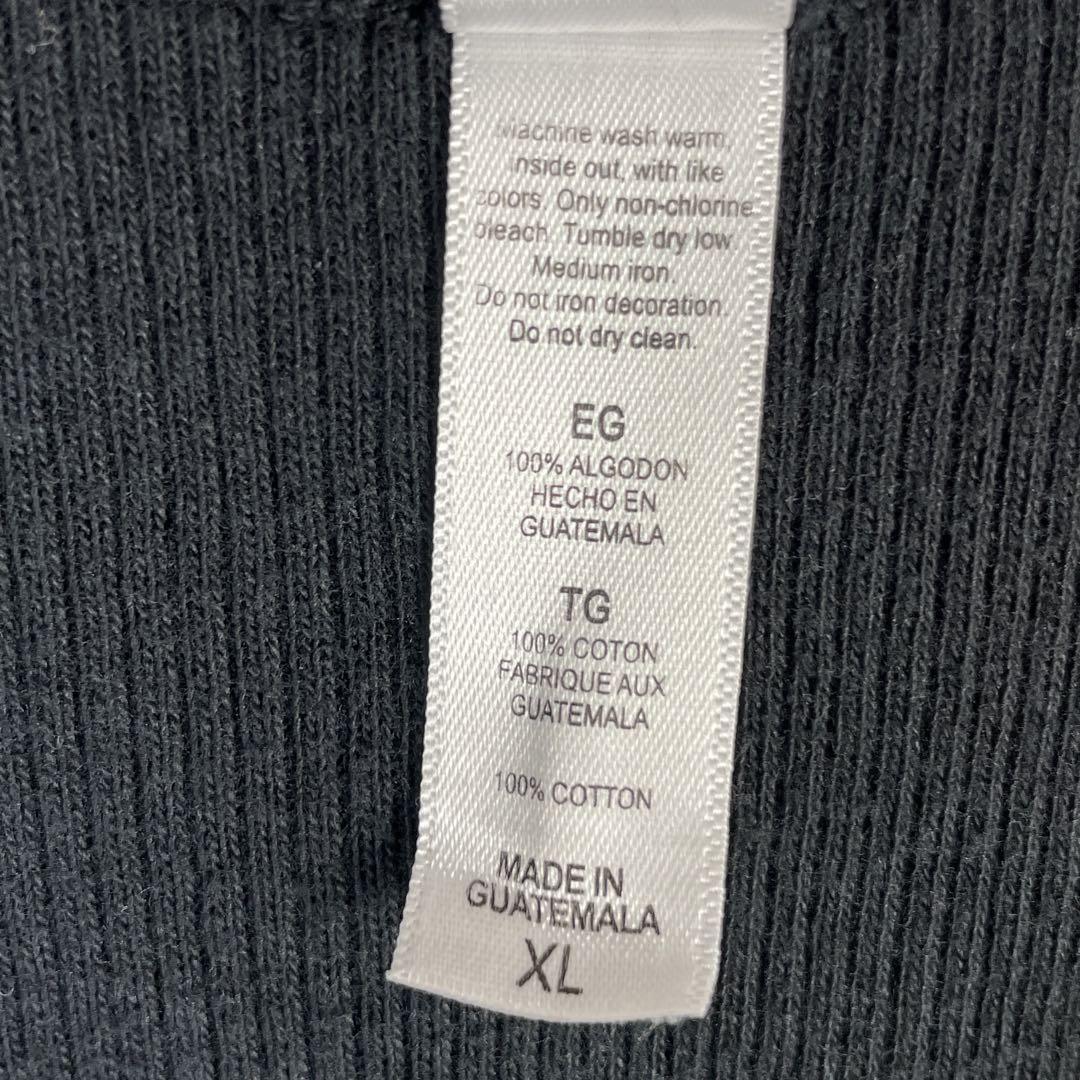 Machine wash warm,
inside out, with like
colors. Only non-chlorine
bleach. Tumble dry low.
Medium iron.
Do not iron decoration.
Do not dry clean.
EG
100% ALGODON
HECHO EN
GUATEMALA
TG
100% COTON
FABRIQUE AUX
GUATEMALA
100% COTTON
MADE IN
GUATEMALA
XL